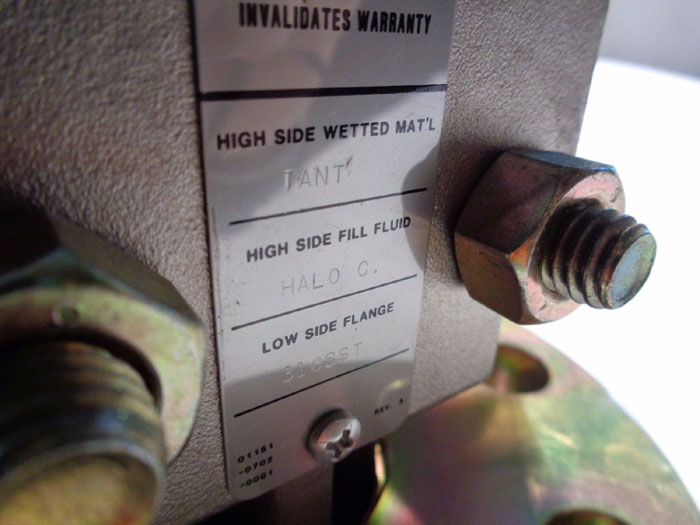 INVALIDATES WARRANTY
HIGH SIDE WETTED MAT'L
TANT
HIGH SIDE FILL FLUID
HALO C.
LOW SIDE FLANGE
316SST
REV. A
01151
-0702
-0001